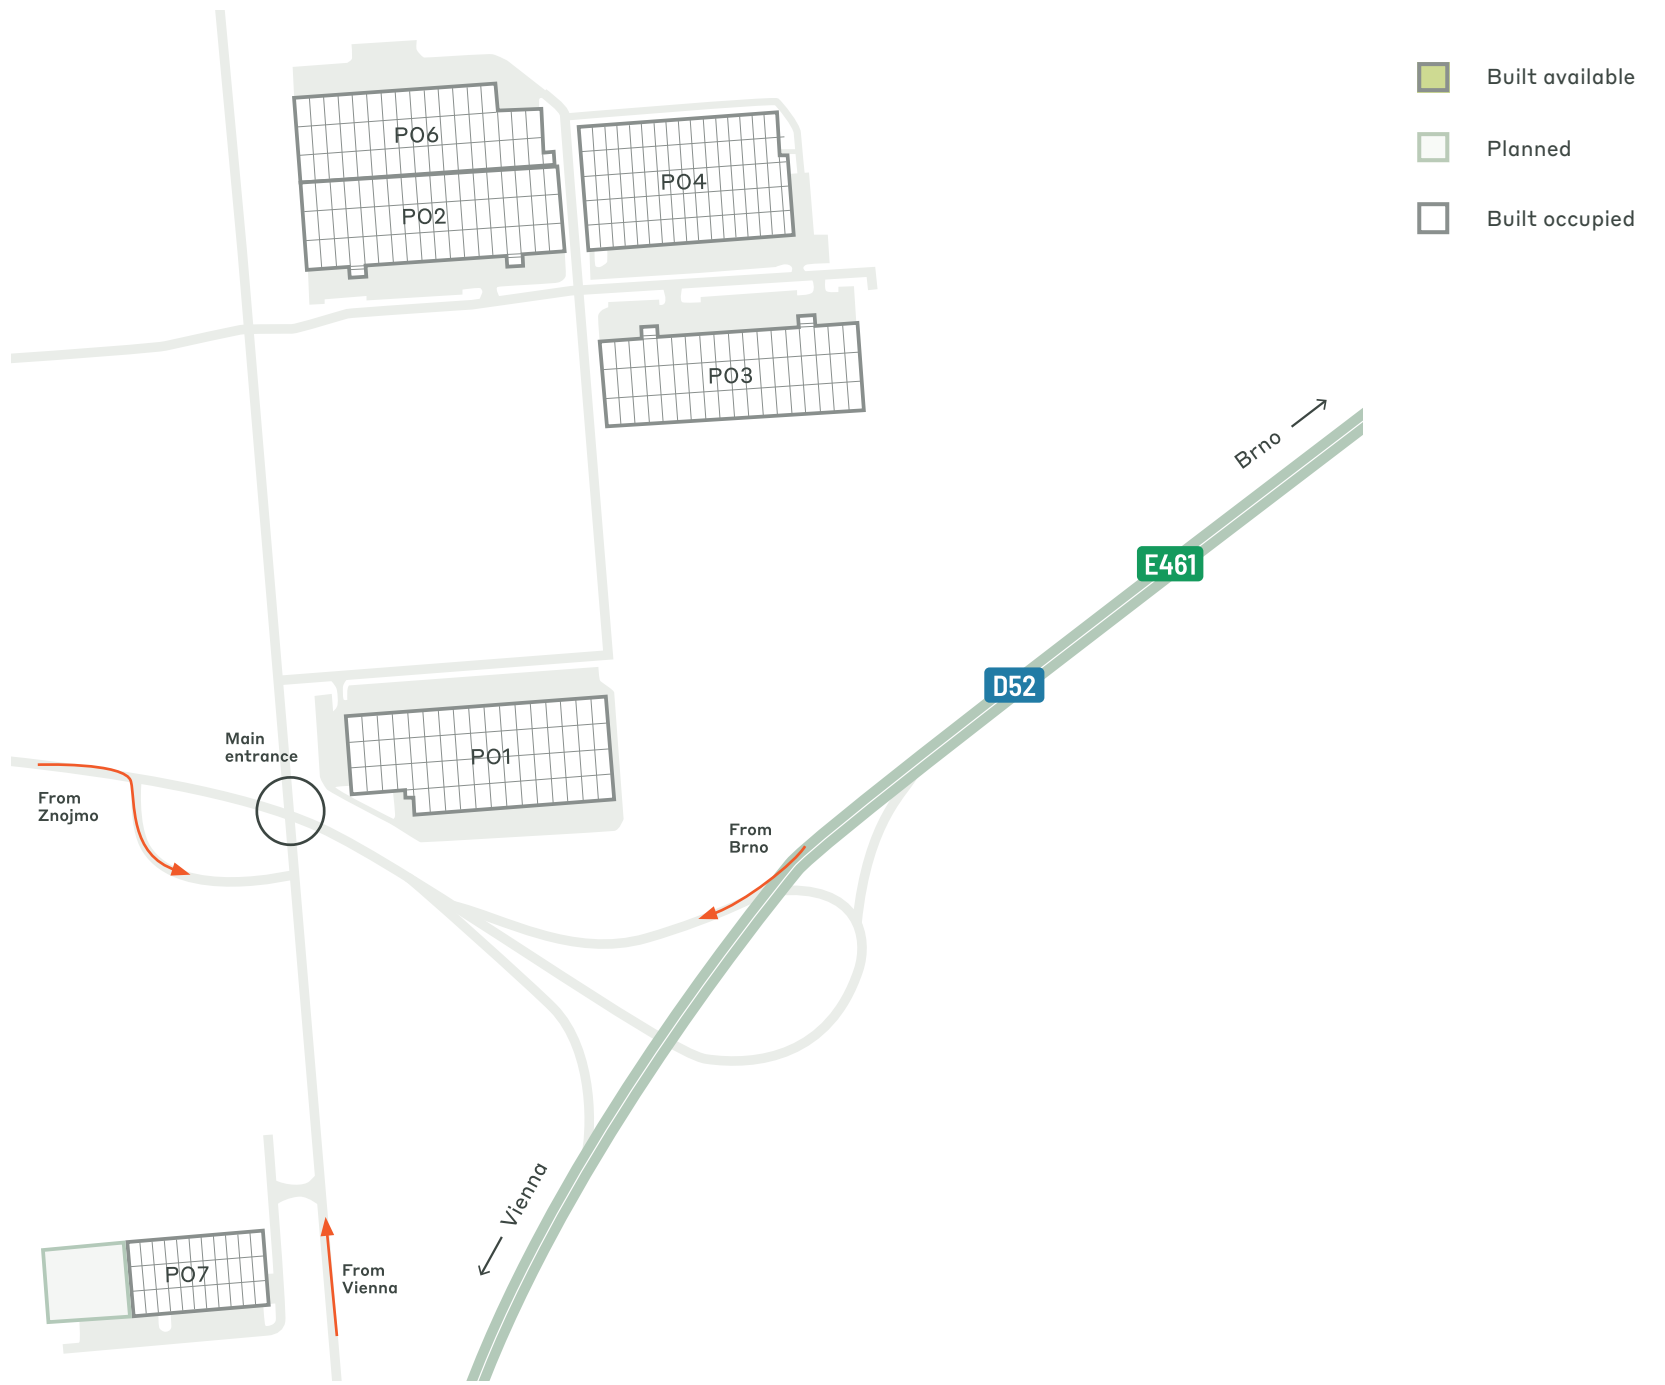 Built available
Planned
Built occupied
PO6
PO2
PO4
PO3
Brno
E461
D52
Main
entrance
PO1
From
Znojmo
From
Brno
Vienna
PO7
From
Vienna